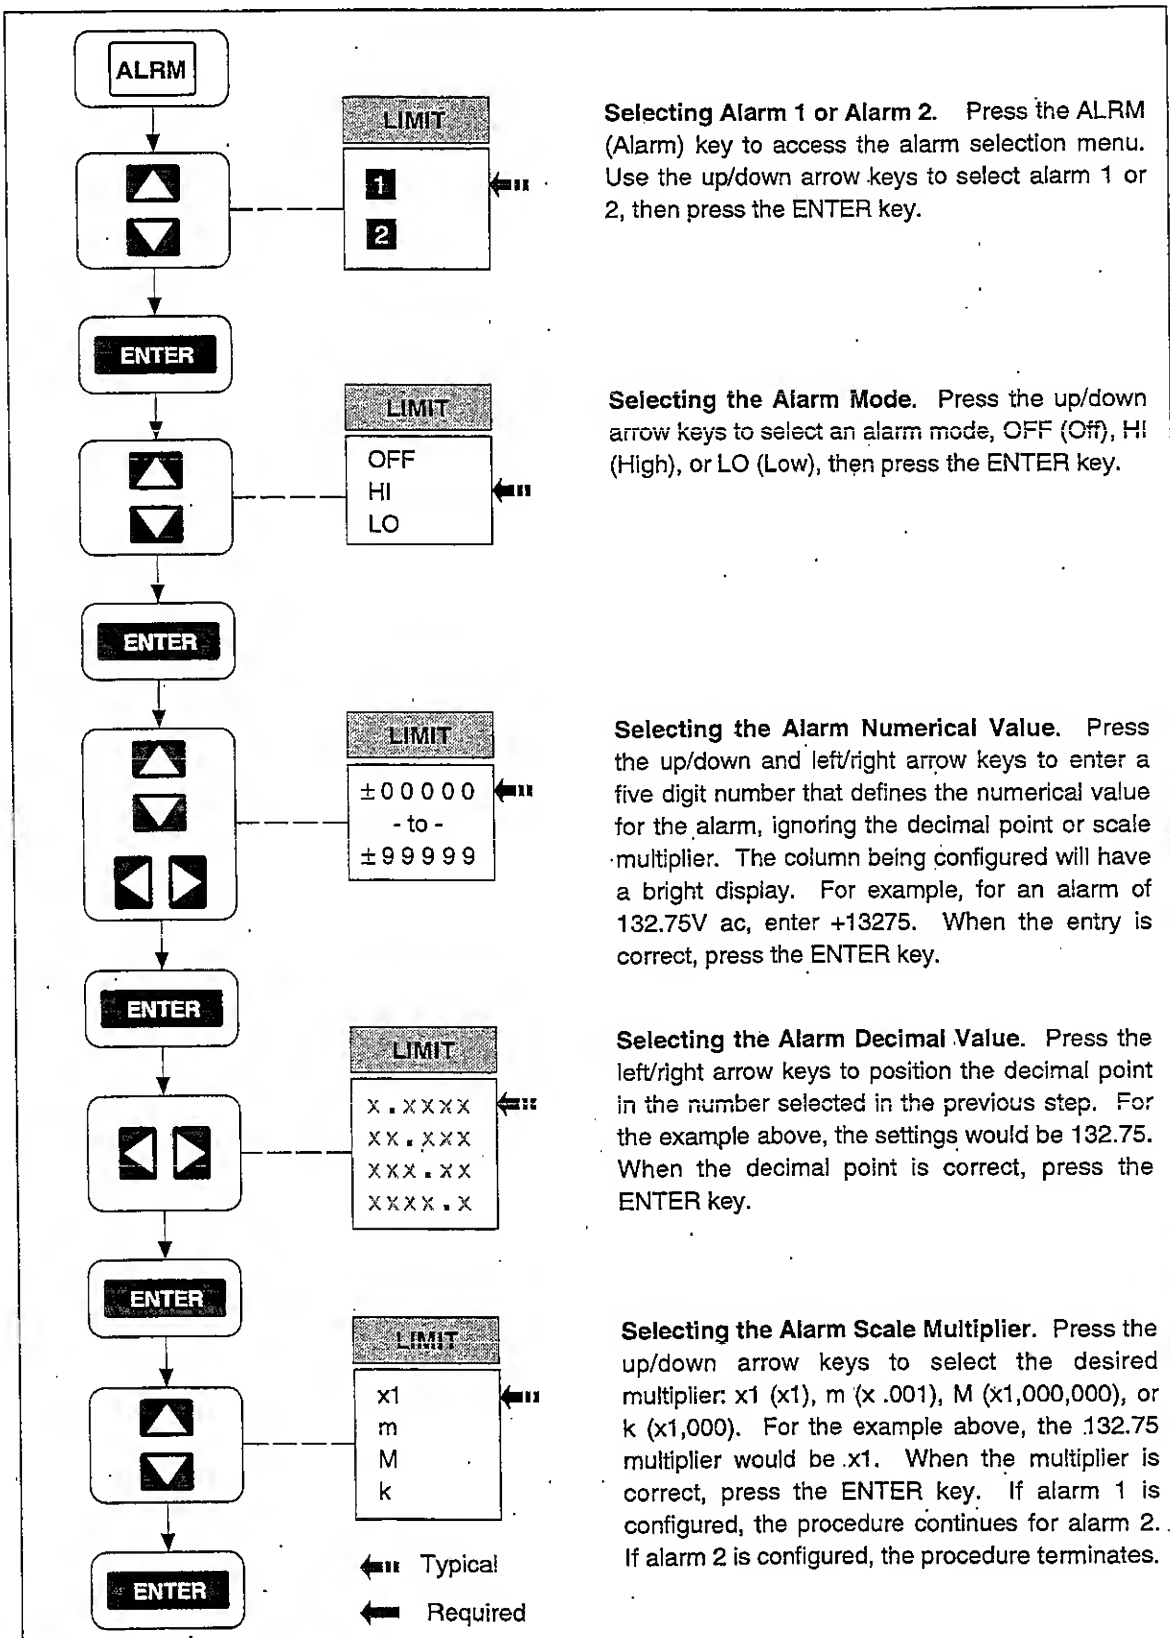 ALRM
LIMIT
1
2
Selecting Alarm 1 or Alarm 2. Press the ALRM
(Alarm) key to access the alarm selection menu.
Use the up/down arrow keys to select alarm 1 or
2, then press the ENTER key.
ENTER
LIMIT
OFF
HI
LO
Selecting the Alarm Mode. Press the up/down
arrow keys to select an alarm mode, OFF (Off), HI
(High), or LO (Low), then press the ENTER key.
ENTER
LIMIT
±00000
- to -
±99999
Selecting the Alarm Numerical Value. Press
the up/down and left/right arrow keys to enter a
five digit number that defines the numerical value
for the alarm, ignoring the decimal point or scale
multiplier. The column being configured will have
a bright display. For example, for an alarm of
132.75V ac, enter +13275. When the entry is
correct, press the ENTER key.
ENTER
LIMIT
X.XXXX
XX.XXX
XXX.XX
XXXX.X
Selecting the Alarm Decimal Value. Press the
left/right arrow keys to position the decimal point
in the number selected in the previous step. For
the example above, the settings would be 132.75.
When the decimal point is correct, press the
ENTER key.
ENTER
LIMIT
x1
m
M
k
Selecting the Alarm Scale Multiplier. Press the
up/down arrow keys to select the desired
multiplier: x1 (x1), m (x .001), M (x1,000,000), or
k (x1,000). For the example above, the 132.75
multiplier would be x1. When the multiplier is
correct, press the ENTER key. If alarm 1 is
configured, the procedure continues for alarm 2.
If alarm 2 is configured, the procedure terminates.
ENTER
Typical
Required